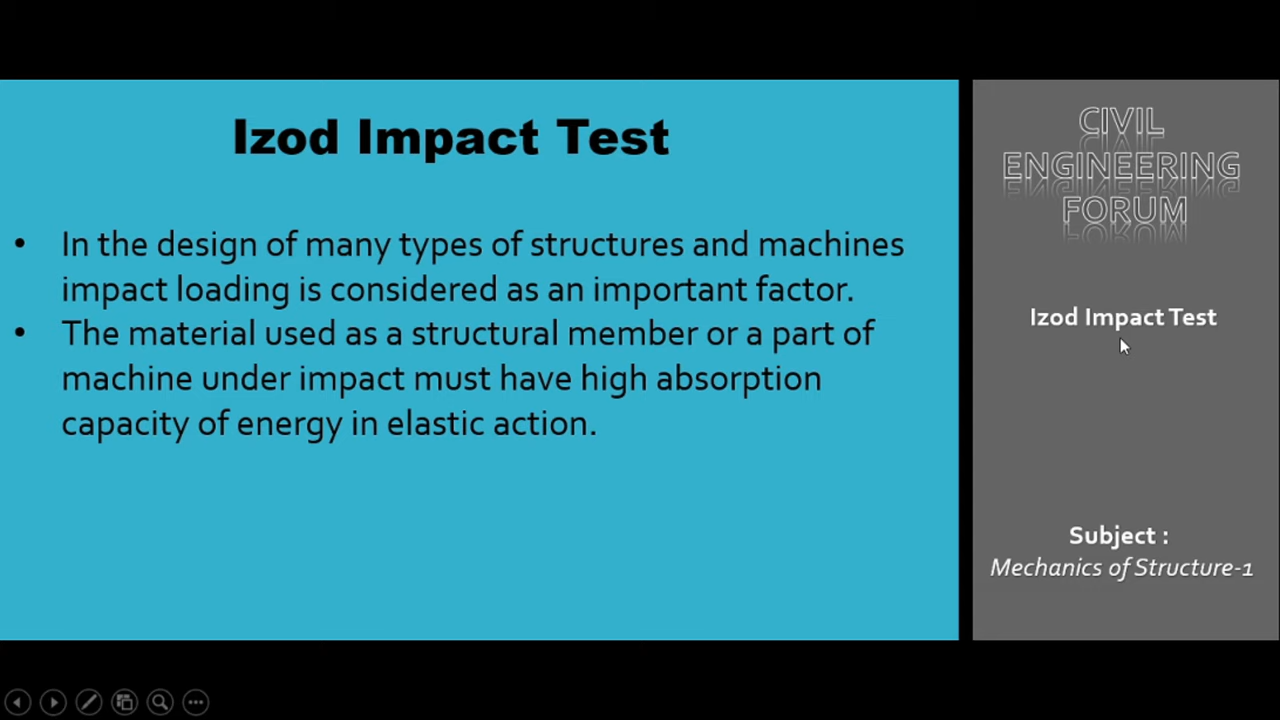 Izod Impact Test
• In the design of many types of structures and machines
impact loading is considered as an important factor.
• The material used as a structural member or a part of
machine under impact must have high absorption
capacity of energy in elastic action.
CIVIL
ENGINEERING
FORUM
Izod Impact Test
Subject :
Mechanics of Structure-1